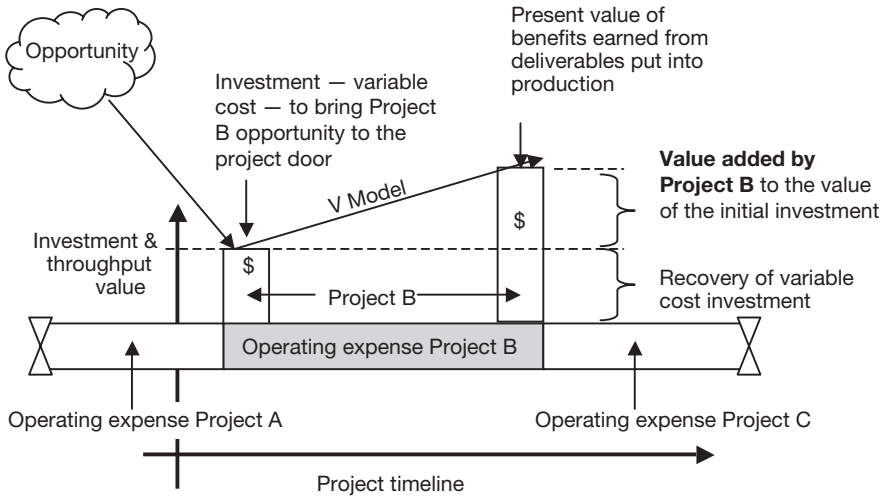 Opportunity
Present value of
benefits earned from
deliverables put into
production
Investment — variable
cost — to bring Project
B opportunity to the
project door
V Model
Value added by
Project B to the value
of the initial investment
Investment &
throughput
value
$
$
Project B
Recovery of variable
cost investment
Operating expense Project B
Operating expense Project A
Operating expense Project C
Project timeline